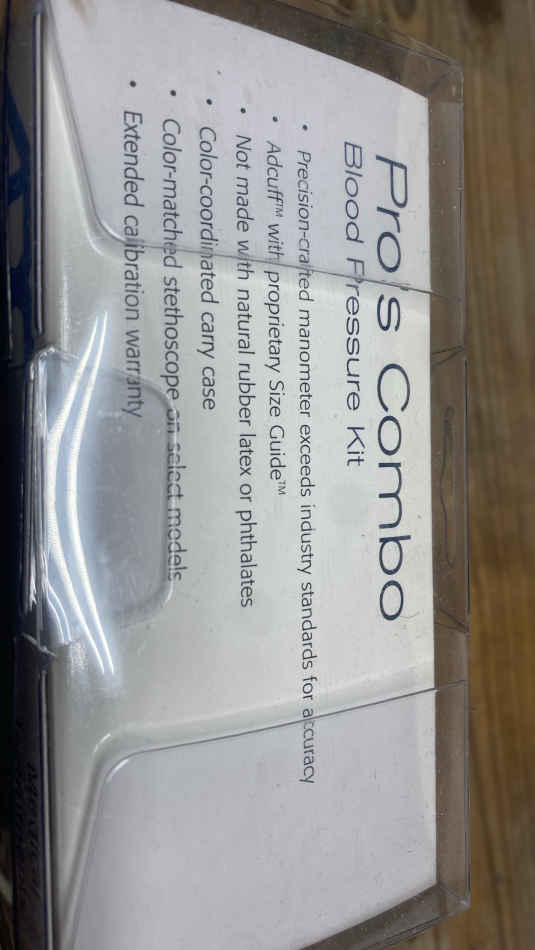 Pro's Combo
Blood Pressure Kit
• Precision-crafted manometer exceeds industry standards for accuracy
• Adcuff™ with proprietary Size Guide™
• Not made with natural rubber latex or phthalates
• Color-coordinated carry case
• Color-matched stethoscope on select models
• Extended calibration warranty